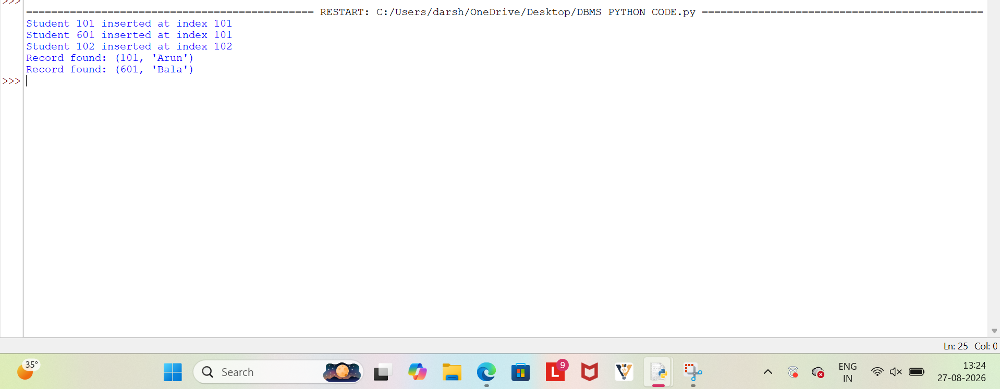 >>>
============================================== RESTART: C:/Users/darsh/OneDrive/Desktop/DBMS PYTHON CODE.py =============================================
Student 101 inserted at index 101
Student 601 inserted at index 101
Student 102 inserted at index 102
Record found: (101, 'Arun')
Record found: (601, 'Bala')
>>>
Ln: 25 Col: 0
35°
Search
L
9
ENG
IN
13:24
27-08-2026